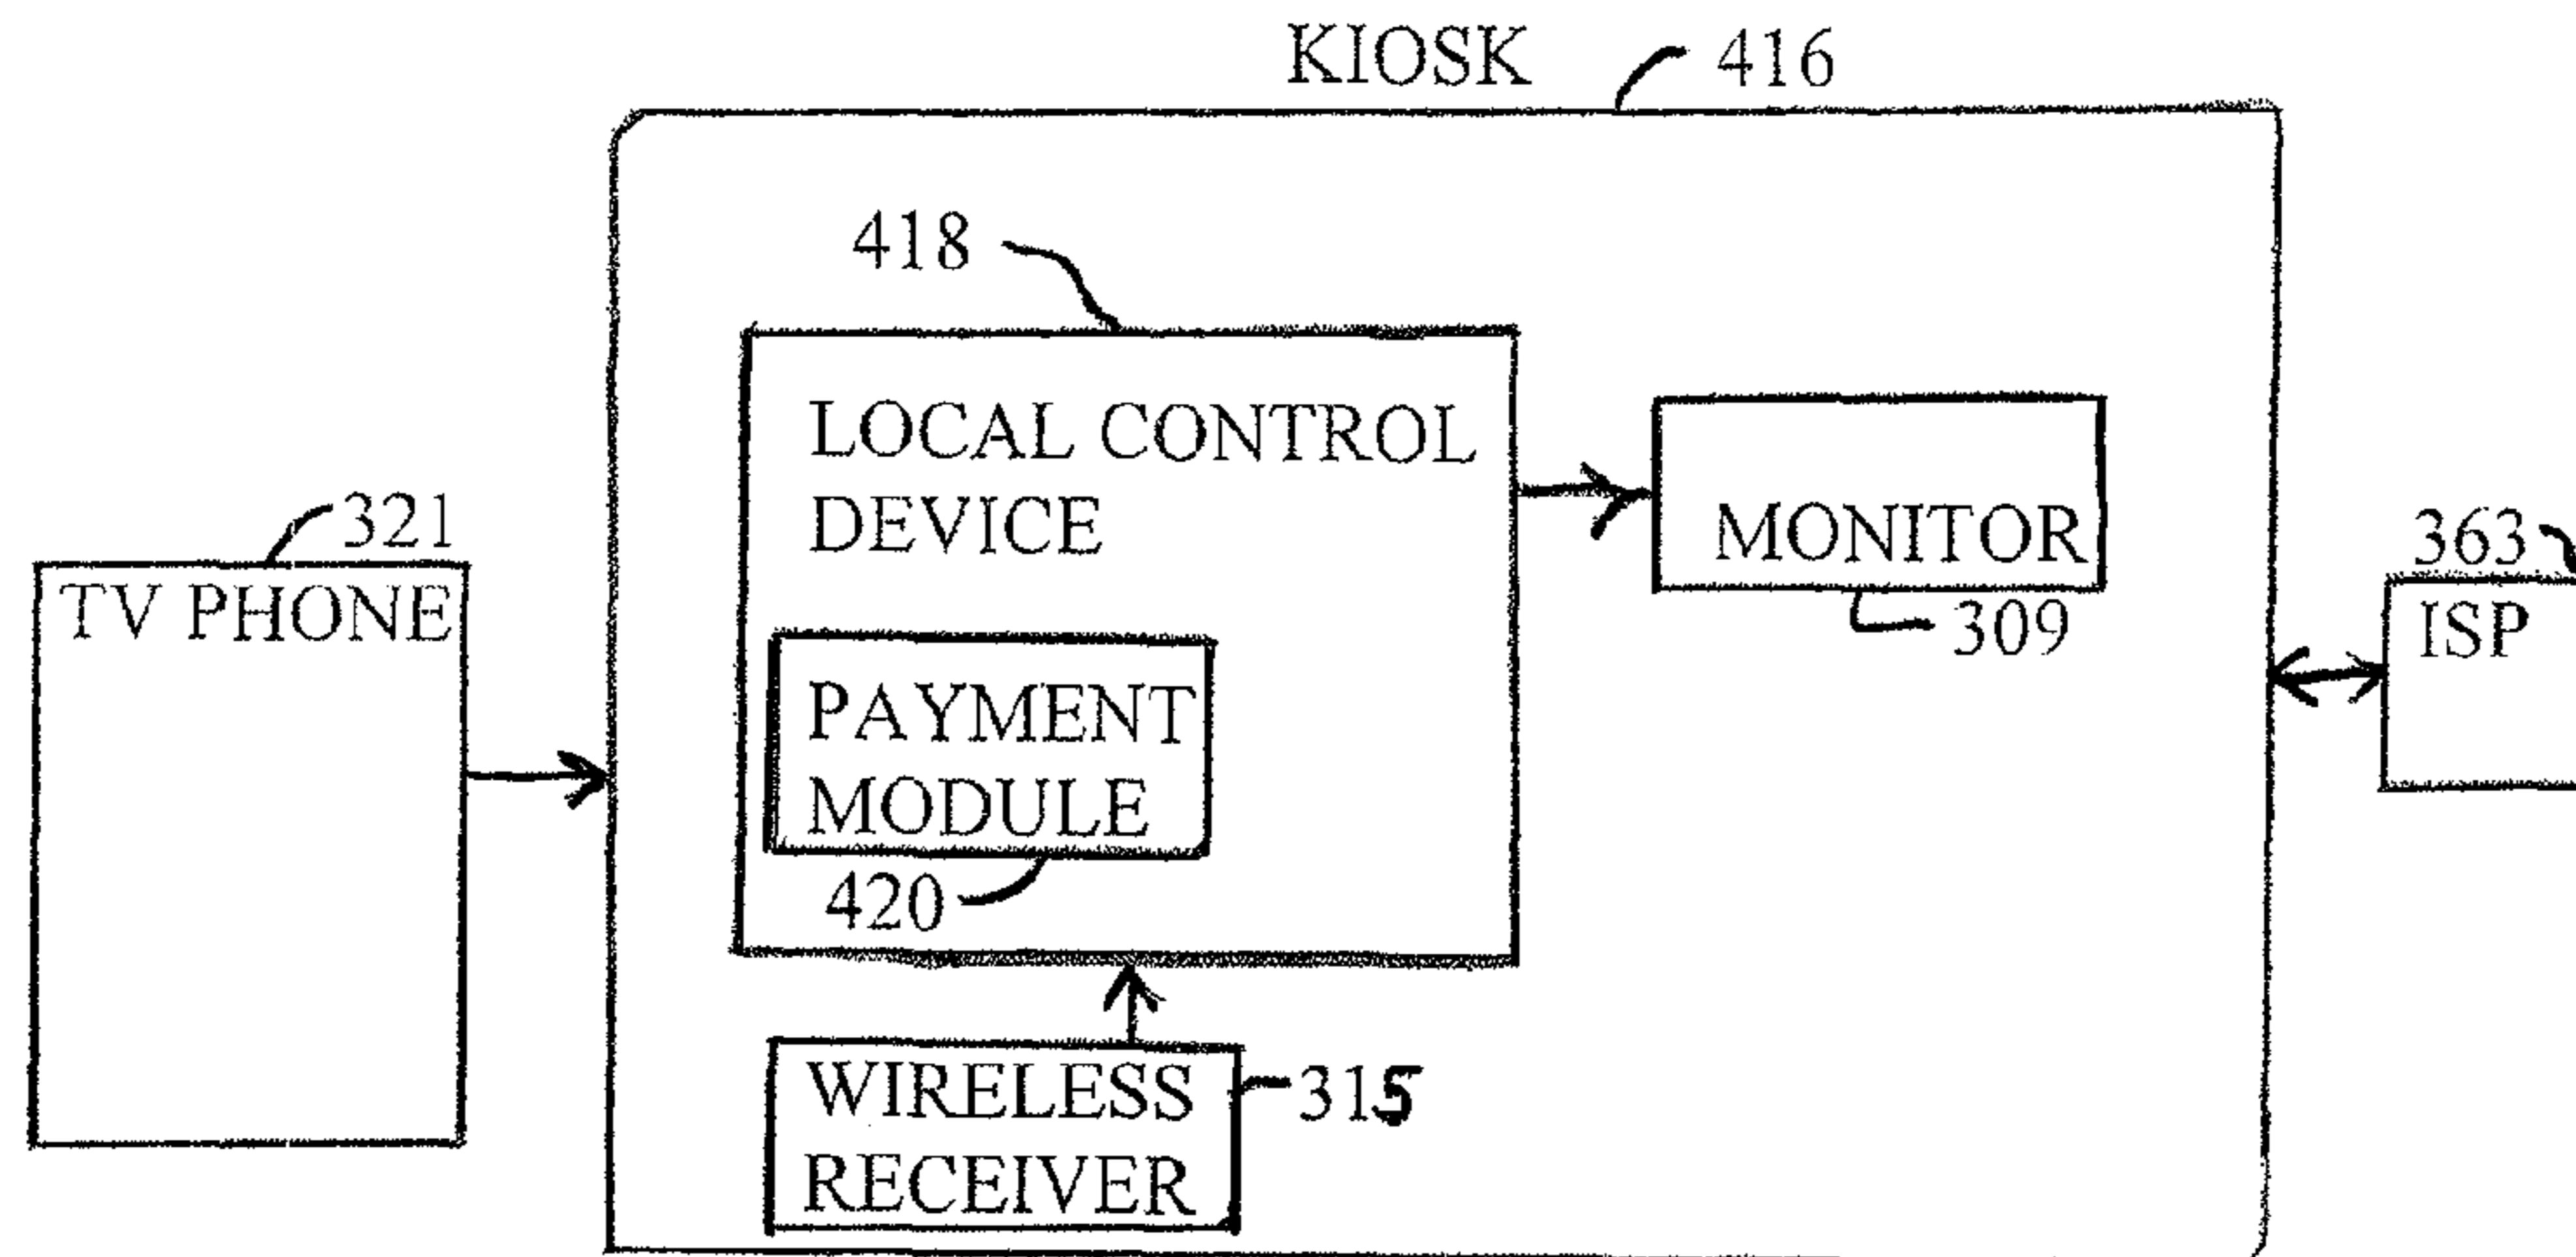 KIOSK 416
418
LOCAL CONTROL
DEVICE
MONITOR
309
321
TV PHONE
363
ISP
PAYMENT
MODULE
420
WIRELESS
RECEIVER
315